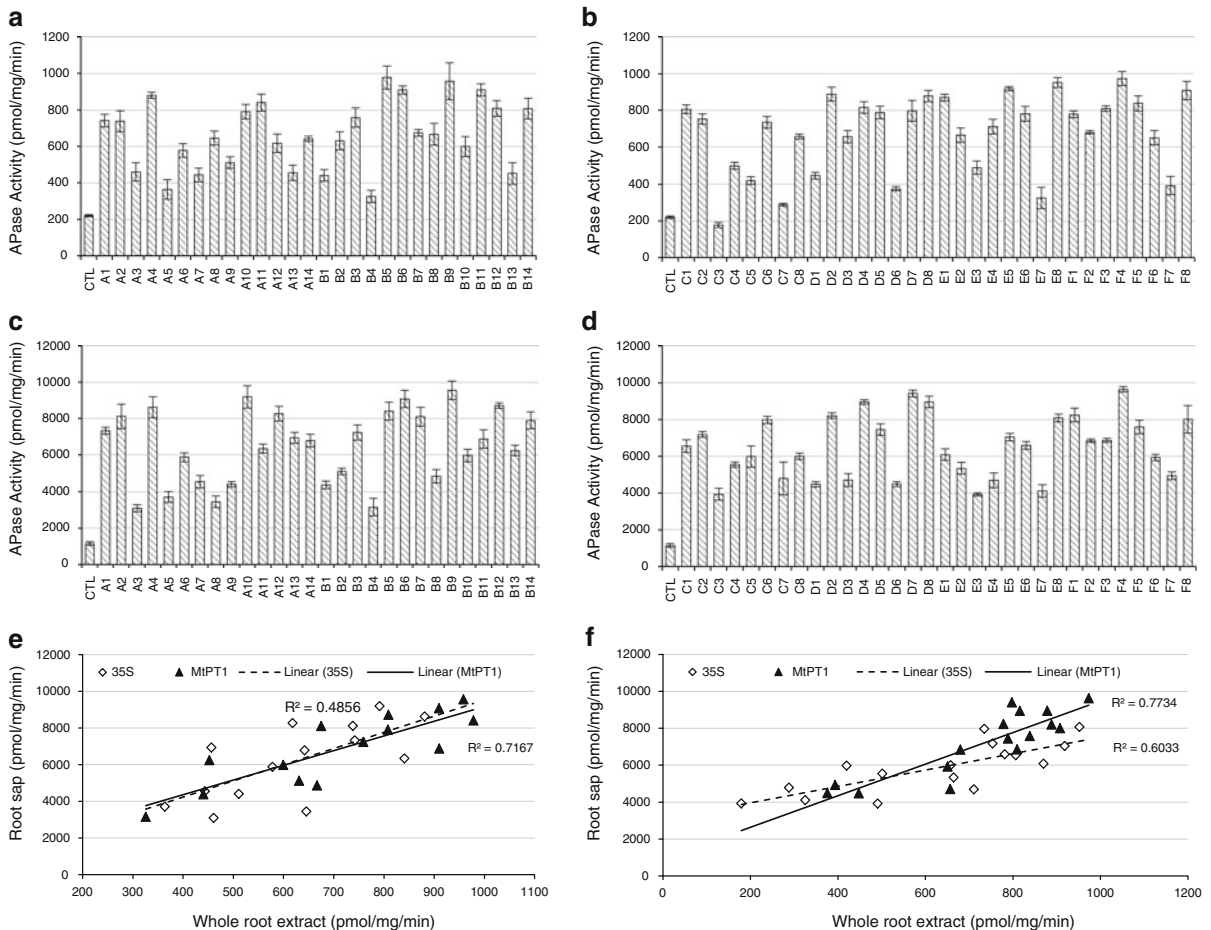 a
APase Activity (pmol/mg/min)
1200
1000
800
600
400
200
0
CTL A1 A2 A3 A4 A5 A6 A7 A8 A9 A10 A11 A12 A13 A14 B1 B2 B3 B4 B5 B6 B7 B8 B9 B10 B11 B12 B13 B14
b
APase Activity (pmol/mg/min)
1200
1000
800
600
400
200
0
CTL C1 C2 C3 C4 C5 C6 C7 C8 D1 D2 D3 D4 D5 D6 D7 D8 E1 E2 E3 E4 E5 E6 E7 E8 F1 F2 F3 F4 F5 F6 F7 F8
c
APase Activity (pmol/mg/min)
12000
10000
8000
6000
4000
2000
0
CTL A1 A2 A3 A4 A5 A6 A7 A8 A9 A10 A11 A12 A13 A14 B1 B2 B3 B4 B5 B6 B7 B8 B9 B10 B11 B12 B13 B14
d
APase Activity (pmol/mg/min)
12000
10000
8000
6000
4000
2000
0
CTL C1 C2 C3 C4 C5 C6 C7 C8 D1 D2 D3 D4 D5 D6 D7 D8 E1 E2 E3 E4 E5 E6 E7 E8 F1 F2 F3 F4 F5 F6 F7 F8
e
Root sap (pmol/mg/min)
12000
10000
8000
6000
4000
2000
0
35S MtPT1 Linear (35S) Linear (MtPT1)
R² = 0.4856
R² = 0.7167
200 300 400 500 600 700 800 900 1000 1100
Whole root extract (pmol/mg/min)
f
Root sap (pmol/mg/min)
12000
10000
8000
6000
4000
2000
0
35S MtPT1 Linear (35S) Linear (MtPT1)
R² = 0.7734
R² = 0.6033
0 200 400 600 800 1000 1200
Whole root extract (pmol/mg/min)